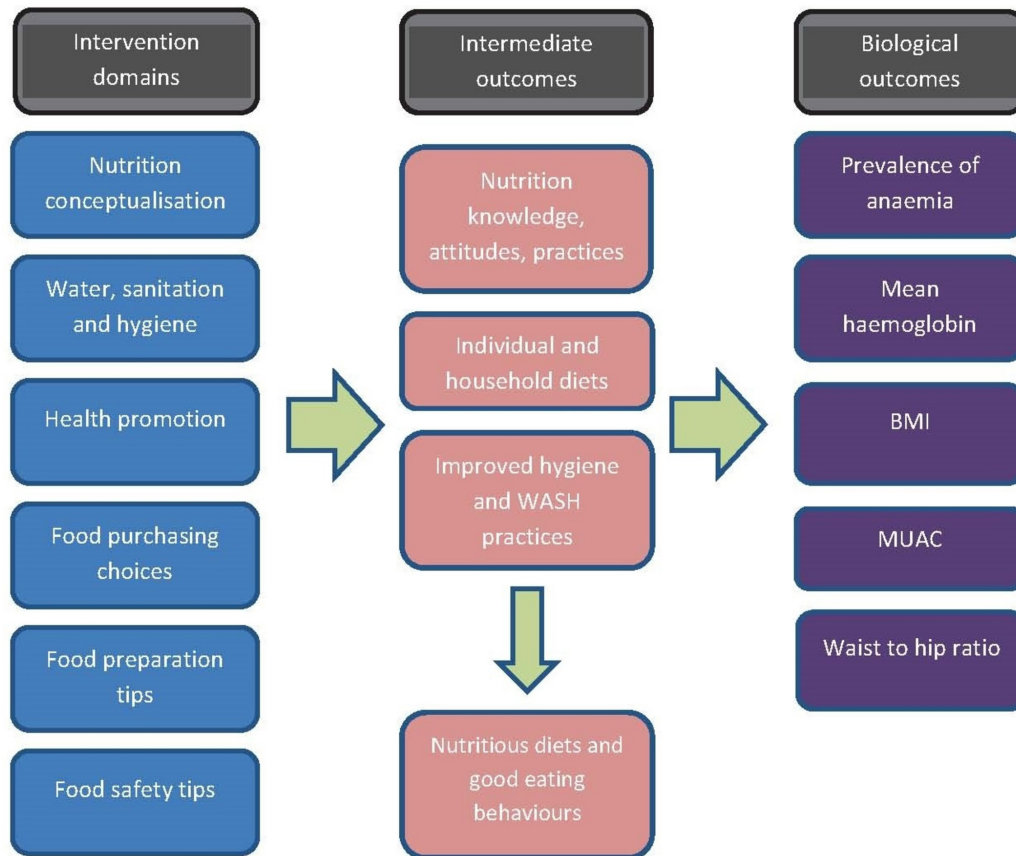 Intervention
domains
Nutrition
conceptualisation
Water, sanitation
and hygiene
Health promotion
Food purchasing
choices
Food preparation
tips
Food safety tips
Intermediate
outcomes
Nutrition
knowledge,
attitudes, practices
Individual and
household diets
Improved hygiene
and WASH
practices
Nutritious diets and
good eating
behaviours
Biological
outcomes
Prevalence of
anaemia
Mean
haemoglobin
BMI
MUAC
Waist to hip ratio